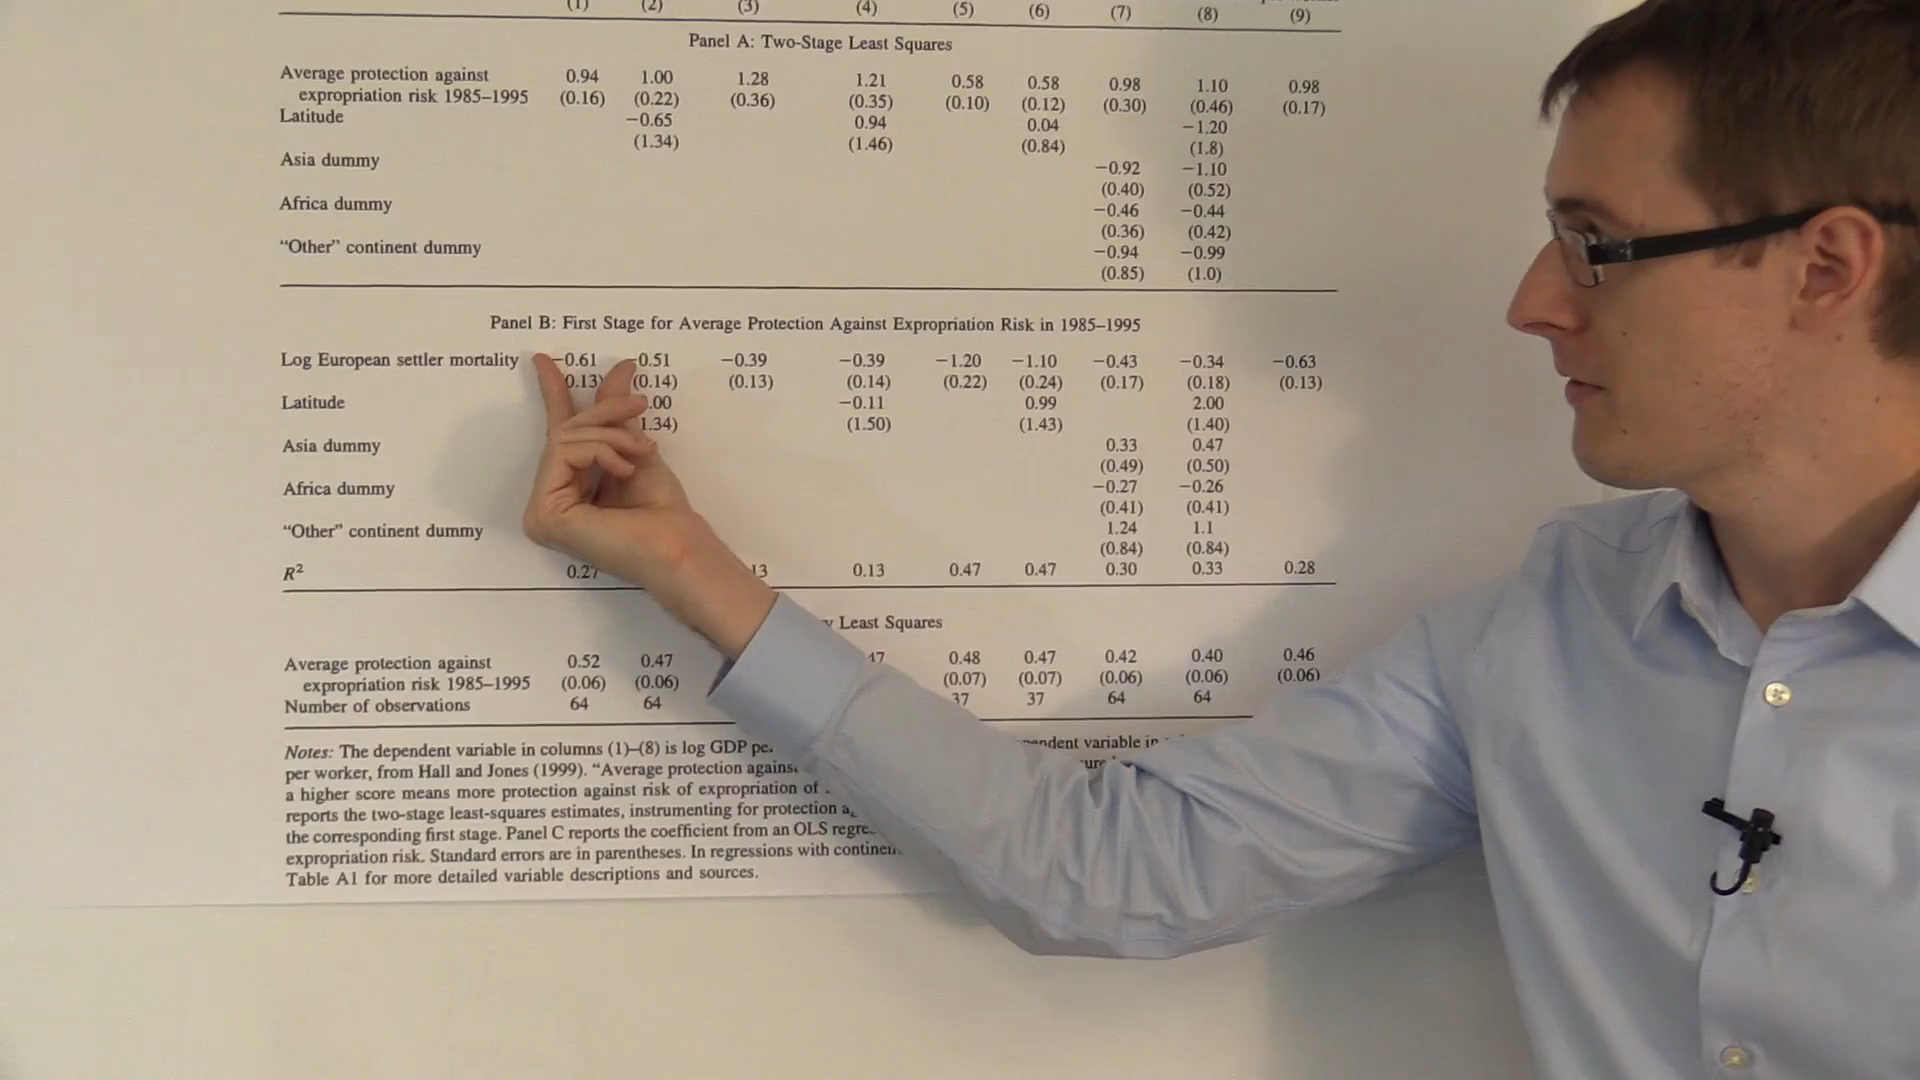 (1) (2) (3) (4) (5) (6) (7) (8) (9)
Panel A: Two-Stage Least Squares
Average protection against 0.94 1.00 1.28 1.21 0.58 0.58 0.98 1.10 0.98
expropriation risk 1985–1995 (0.16) (0.22) (0.36) (0.35) (0.10) (0.12) (0.30) (0.46) (0.17)
Latitude −0.65 0.94 0.04 −1.20
(1.34) (1.46) (0.84) (1.8)
Asia dummy −0.92 −1.10
(0.40) (0.52)
Africa dummy −0.46 −0.44
(0.36) (0.42)
“Other” continent dummy −0.94 −0.99
(0.85) (1.0)
Panel B: First Stage for Average Protection Against Expropriation Risk in 1985–1995
Log European settler mortality −0.61 −0.51 −0.39 −0.39 −1.20 −1.10 −0.43 −0.34 −0.63
0.13) (0.14) (0.13) (0.14) (0.22) (0.24) (0.17) (0.18) (0.13)
Latitude .00 −0.11 0.99 2.00
1.34) (1.50) (1.43) (1.40)
Asia dummy 0.33 0.47
(0.49) (0.50)
Africa dummy −0.27 −0.26
(0.41) (0.41)
“Other” continent dummy 1.24 1.1
(0.84) (0.84)
R² 0.27 13 0.13 0.47 0.47 0.30 0.33 0.28
Least Squares
Average protection against 0.52 0.47 47 0.48 0.47 0.42 0.40 0.46
expropriation risk 1985–1995 (0.06) (0.06) (0.07) (0.07) (0.06) (0.06) (0.06)
Number of observations 64 64 37 37 64 64
Notes: The dependent variable in columns (1)–(8) is log GDP pe. endent variable in
per worker, from Hall and Jones (1999). “Average protection agains
a higher score means more protection against risk of expropriation of
reports the two-stage least-squares estimates, instrumenting for protection a
the corresponding first stage. Panel C reports the coefficient from an OLS regre
expropriation risk. Standard errors are in parentheses. In regressions with contine
Table A1 for more detailed variable descriptions and sources.